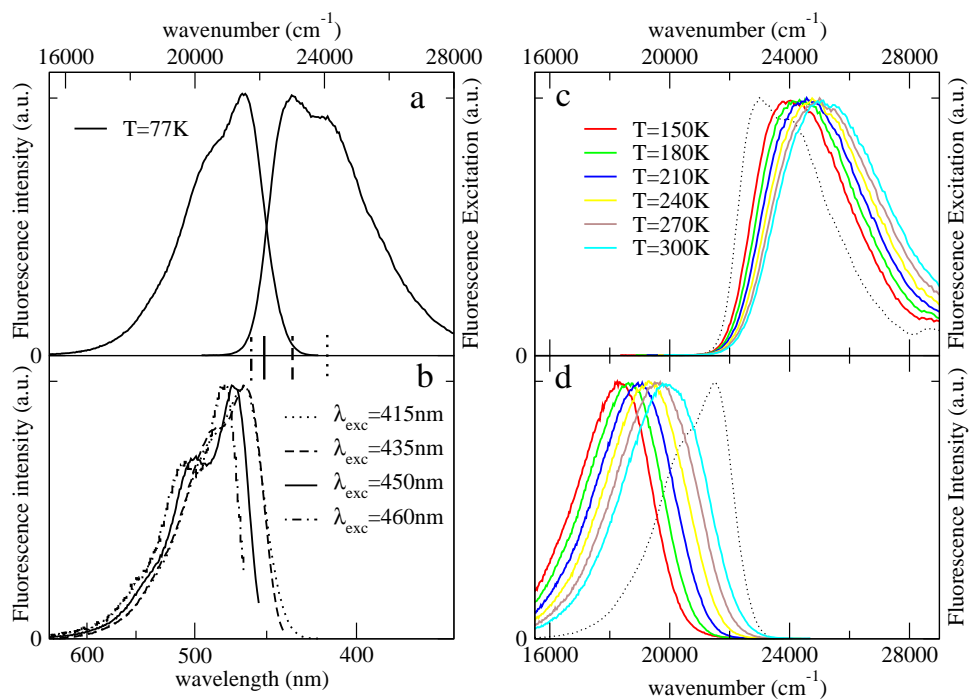 wavenumber (cm⁻¹)
16000 20000 24000 28000
Fluorescence intensity (a.u.)
a
T=77K
0
Fluorescence Excitation (a.u.)
b
Fluorescence intensity (a.u.)
λexc=415nm
λexc=435nm
λexc=450nm
λexc=460nm
0
600 500 400
wavelength (nm)
wavenumber (cm⁻¹)
16000 20000 24000 28000
c
T=150K
T=180K
T=210K
T=240K
T=270K
T=300K
0
Fluorescence Excitation (a.u.)
d
0
Fluorescence Intensity (a.u.)
16000 20000 24000 28000
wavenumber (cm⁻¹)